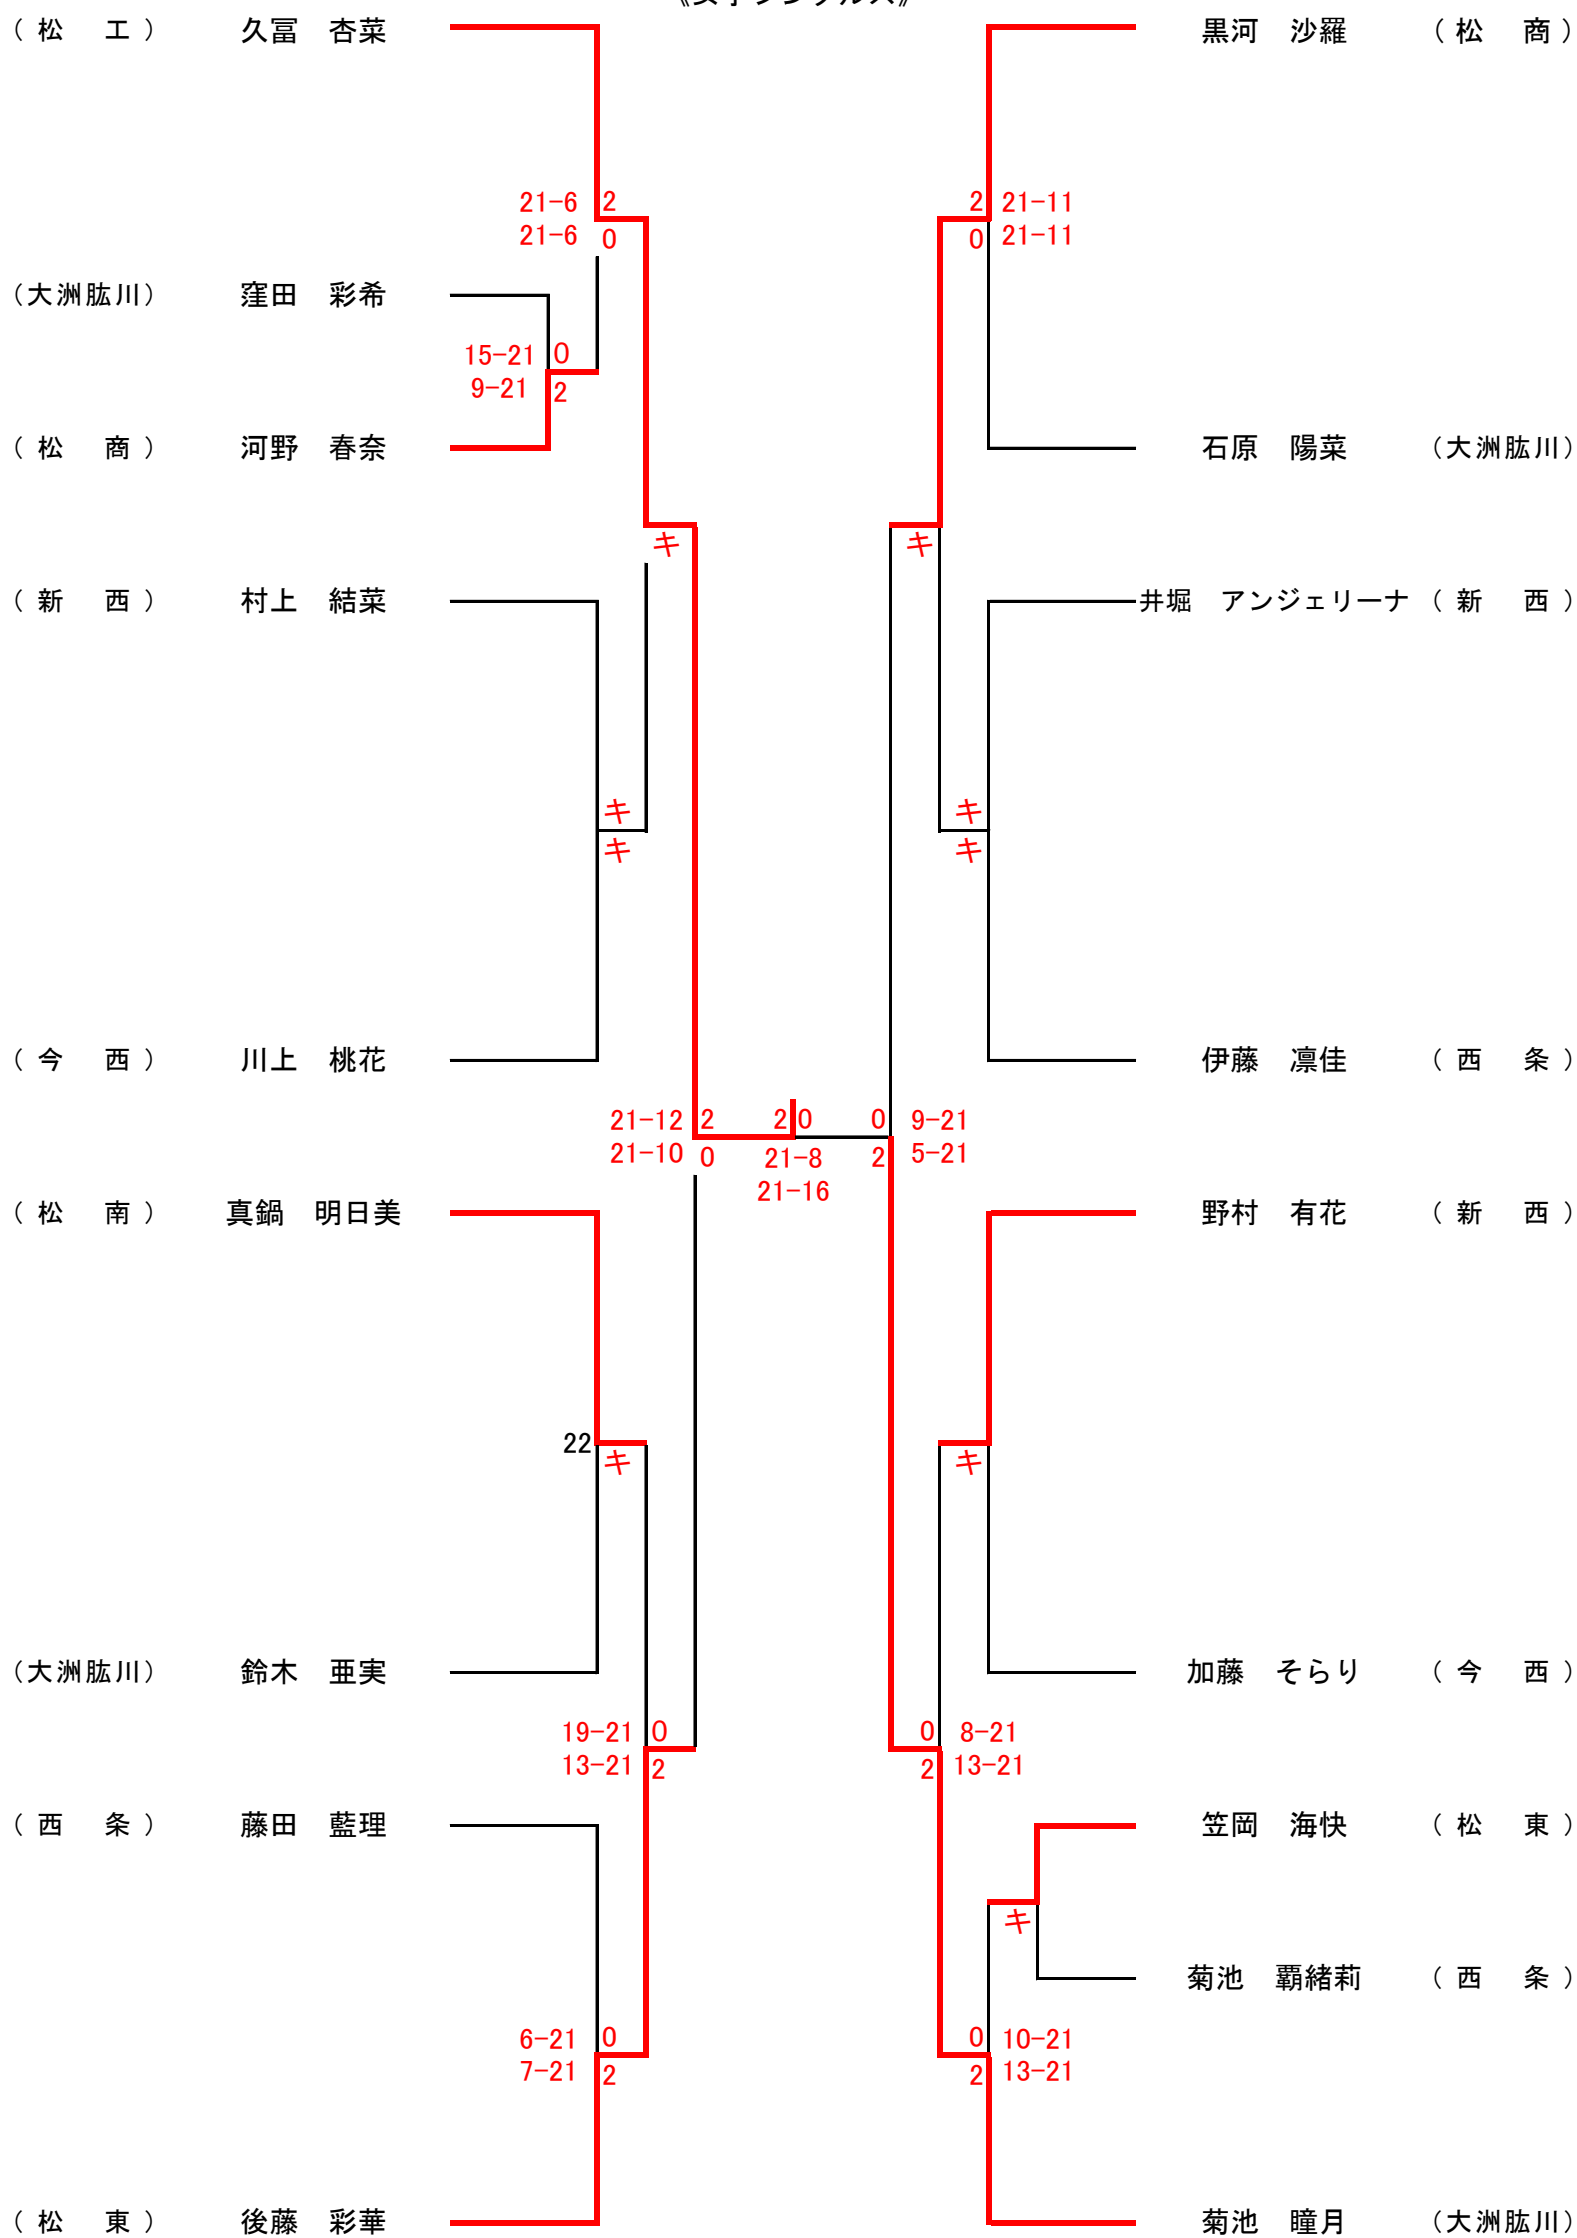 《女子シングルス》
(松 工) 久冨 杏菜
黒河 沙羅 (松 商)
21-6 2
21-6 0
2 21-11
0 21-11
(大洲肱川) 窪田 彩希
15-21 0
9-21 2
(松 商) 河野 春奈
石原 陽菜 (大洲肱川)
キ
キ
(新 西) 村上 結菜
井堀 アンジェリーナ (新 西)
キ
キ
キ
キ
(今 西) 川上 桃花
伊藤 凛佳 (西 条)
21-12 2
21-10 0
2 0
21-8
21-16
0 9-21
2 5-21
(松 南) 真鍋 明日美
野村 有花 (新 西)
22 キ
キ
(大洲肱川) 鈴木 亜実
加藤 そらり (今 西)
19-21 0
13-21 2
0 8-21
2 13-21
(西 条) 藤田 藍理
笠岡 海快 (松 東)
キ
菊池 覇緒莉 (西 条)
6-21 0
7-21 2
0 10-21
2 13-21
(松 東) 後藤 彩華
菊池 瞳月 (大洲肱川)